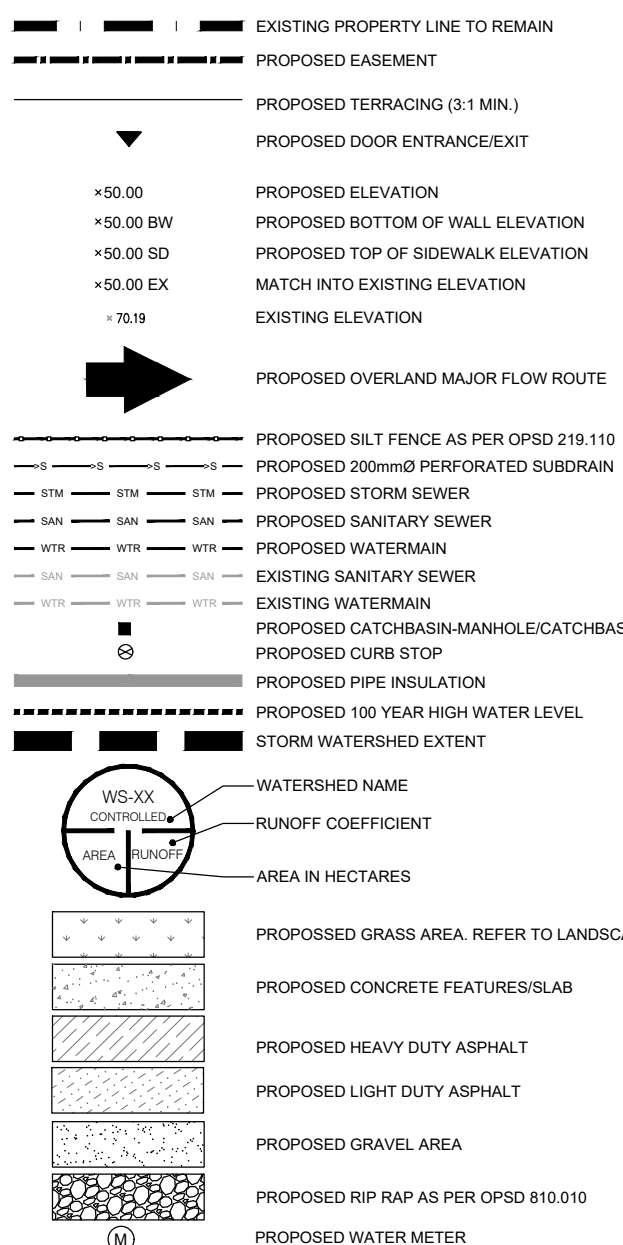 EXISTING PROPERTY LINE TO REMAIN
PROPOSED EASEMENT
PROPOSED TERRACING (3:1 MIN.)
PROPOSED DOOR ENTRANCE/EXIT
×50.00 PROPOSED ELEVATION
×50.00 BW PROPOSED BOTTOM OF WALL ELEVATION
×50.00 SD PROPOSED TOP OF SIDEWALK ELEVATION
×50.00 EX MATCH INTO EXISTING ELEVATION
×70.19 EXISTING ELEVATION
PROPOSED OVERLAND MAJOR FLOW ROUTE
PROPOSED SILT FENCE AS PER OPSD 219.110
>S >S >S >S PROPOSED 200mmØ PERFORATED SUBDRAIN
STM STM STM PROPOSED STORM SEWER
SAN SAN SAN PROPOSED SANITARY SEWER
WTR WTR WTR PROPOSED WATERMAIN
SAN SAN SAN EXISTING SANITARY SEWER
WTR WTR WTR EXISTING WATERMAIN
PROPOSED CATCHBASIN-MANHOLE/CATCHBAS
PROPOSED CURB STOP
PROPOSED PIPE INSULATION
PROPOSED 100 YEAR HIGH WATER LEVEL
STORM WATERSHED EXTENT
WATERSHED NAME
WS-XX
CONTROLLED
RUNOFF COEFFICIENT
AREA RUNOFF
AREA IN HECTARES
PROPOSSED GRASS AREA. REFER TO LANDSCA
PROPOSED CONCRETE FEATURES/SLAB
PROPOSED HEAVY DUTY ASPHALT
PROPOSED LIGHT DUTY ASPHALT
PROPOSED GRAVEL AREA
PROPOSED RIP RAP AS PER OPSD 810.010
M PROPOSED WATER METER